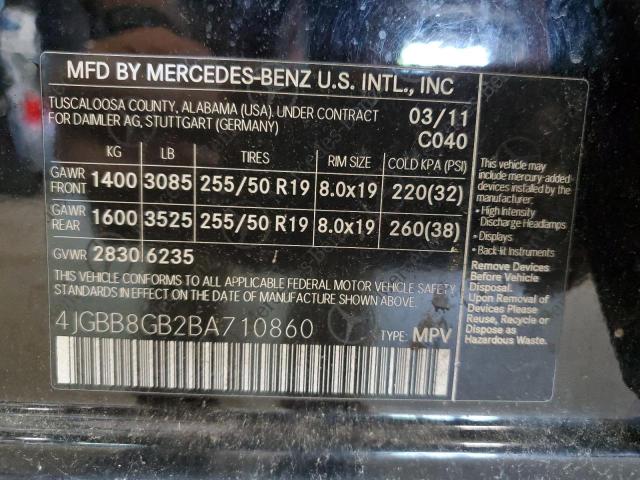 MFD BY MERCEDES-BENZ U.S. INTL., INC
TUSCALOOSA COUNTY, ALABAMA (USA). UNDER CONTRACT
FOR DAIMLER AG, STUTTGART (GERMANY)
03/11
C040
KG LB TIRES RIM SIZE COLD KPA (PSI)
GAWR
FRONT 1400 3085 255/50 R19 8.0x19 220(32)
GAWR
REAR 1600 3525 255/50 R19 8.0x19 260(38)
GVWR 2830 6235
THIS VEHICLE CONFORMS TO ALL APPLICABLE FEDERAL MOTOR VEHICLE SAFETY
AND THEFT PREVENTION STANDARDS IN EFFECT ON THE DATE OF
MANUFACTURE SHOWN ABOVE.
4JGBB8GB2BA710860
TYPE: MPV
This vehicle may
include mercury-added
devices installed by the
manufacturer:
• High Intensity
Discharge Headlamps
• Displays
• Back-lit Instruments
Remove Devices
Before Vehicle
Disposal.
Upon Removal
Please Reuse,
Recycle or Dispose as
Hazardous Waste.